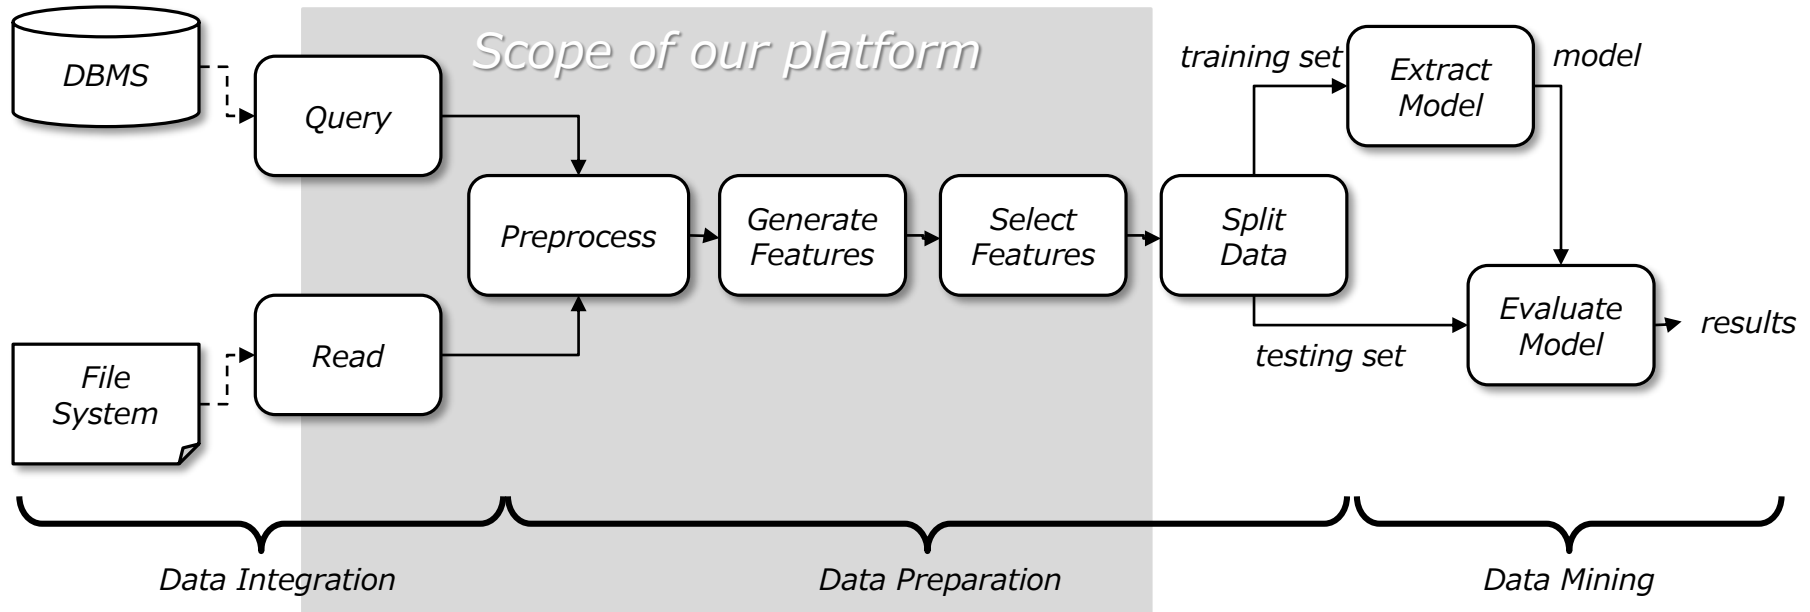 Scope of our platform
DBMS
Query
training set
Extract
Model
model
Preprocess
Generate
Features
Select
Features
Split
Data
File
System
Read
testing set
Evaluate
Model
results
Data Integration
Data Preparation
Data Mining